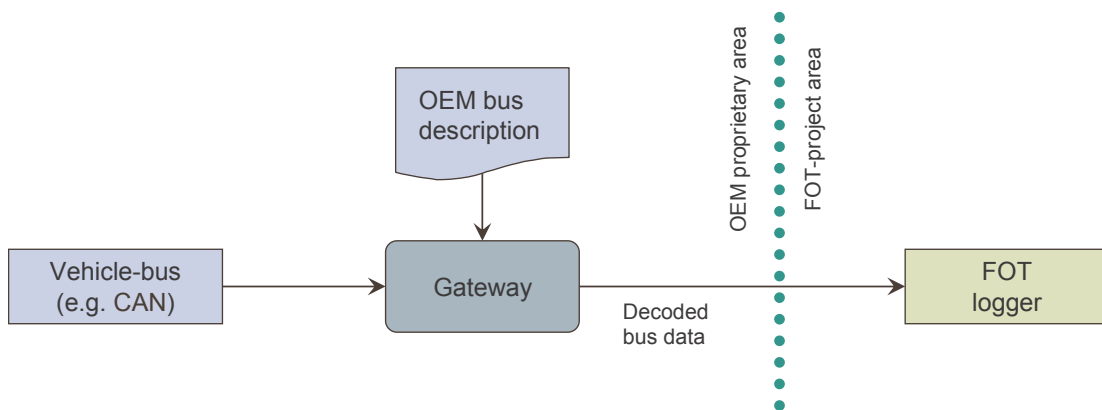 OEM bus
description
OEM proprietary area
FOT-project area
Vehicle-bus
(e.g. CAN)
Gateway
Decoded
bus data
FOT
logger